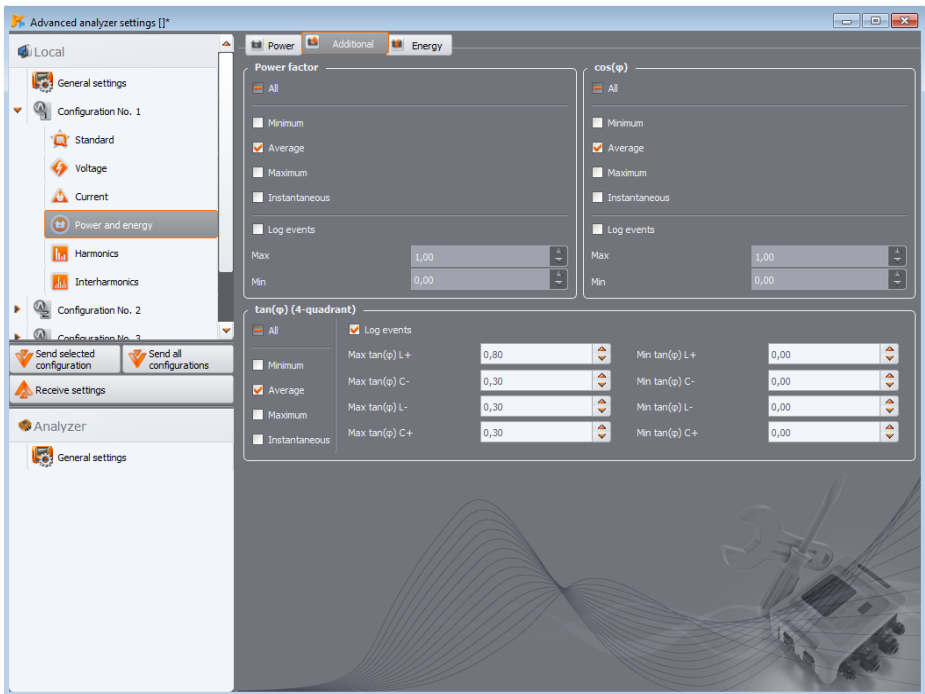 Advanced analyzer settings []*
Local
General settings
Configuration No. 1
Standard
Voltage
Current
Power and energy
Harmonics
Interharmonics
Configuration No. 2
Configuration No. 3
Send selected
configuration
Send all
configurations
Receive settings
Analyzer
General settings
Power Additional Energy
Power factor
All
Minimum
Average
Maximum
Instantaneous
Log events
Max 1,00
Min 0,00
cos(φ)
All
Minimum
Average
Maximum
Instantaneous
Log events
Max 1,00
Min 0,00
tan(φ) (4-quadrant)
All
Minimum
Average
Maximum
Instantaneous
Log events
Max tan(φ) L+ 0,80 Min tan(φ) L+ 0,00
Max tan(φ) C- 0,30 Min tan(φ) C- 0,00
Max tan(φ) L- 0,30 Min tan(φ) L- 0,00
Max tan(φ) C+ 0,30 Min tan(φ) C+ 0,00